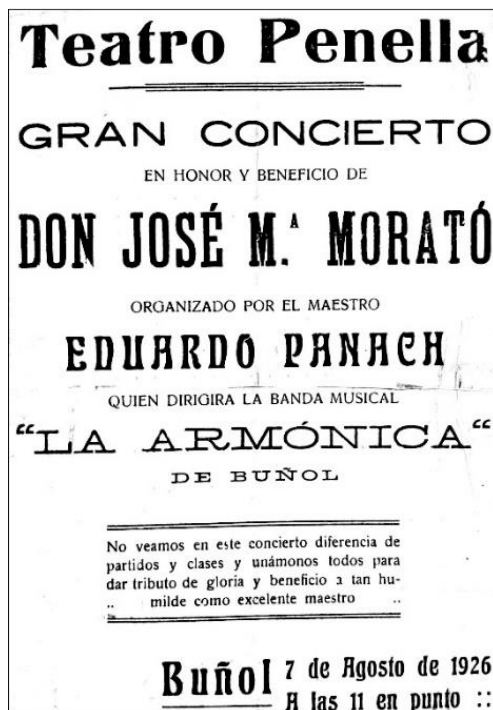 Teatro Penella
GRAN CONCIERTO
EN HONOR Y BENEFICIO DE
DON JOSÉ M.ª MORATÓ
ORGANIZADO POR EL MAESTRO
EDUARDO PANACH
QUIEN DIRIGIRA LA BANDA MUSICAL
“LA ARMÓNICA“
DE BUÑOL
No veamos en este concierto diferencia de
partidos y clases y unámonos todos para
dar tributo de gloria y beneficio a tan hu-
.. milde como excelente maestro ..
Buñol 7 de Agosto de 1926
A las 11 en punto ::